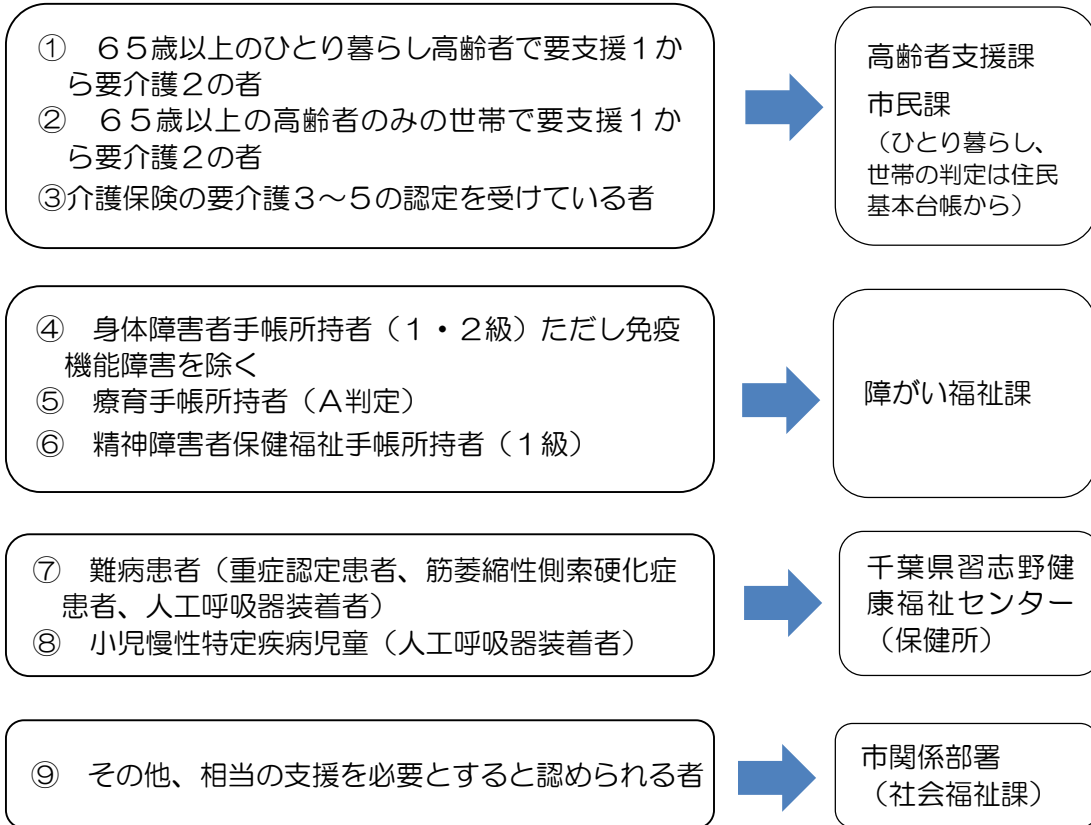 ① ６５歳以上のひとり暮らし高齢者で要支援１か
ら要介護２の者
② ６５歳以上の高齢者のみの世帯で要支援１か
ら要介護２の者
③介護保険の要介護３～５の認定を受けている者
高齢者支援課
市民課
（ひとり暮らし、
世帯の判定は住民
基本台帳から）
④ 身体障害者手帳所持者（１・２級）ただし免疫
機能障害を除く
⑤ 療育手帳所持者（Ａ判定）
⑥ 精神障害者保健福祉手帳所持者（１級）
障がい福祉課
⑦ 難病患者（重症認定患者、筋萎縮性側索硬化症
患者、人工呼吸器装着者）
⑧ 小児慢性特定疾病児童（人工呼吸器装着者）
千葉県習志野健
康福祉センター
（保健所）
⑨ その他、相当の支援を必要とすると認められる者
市関係部署
（社会福祉課）